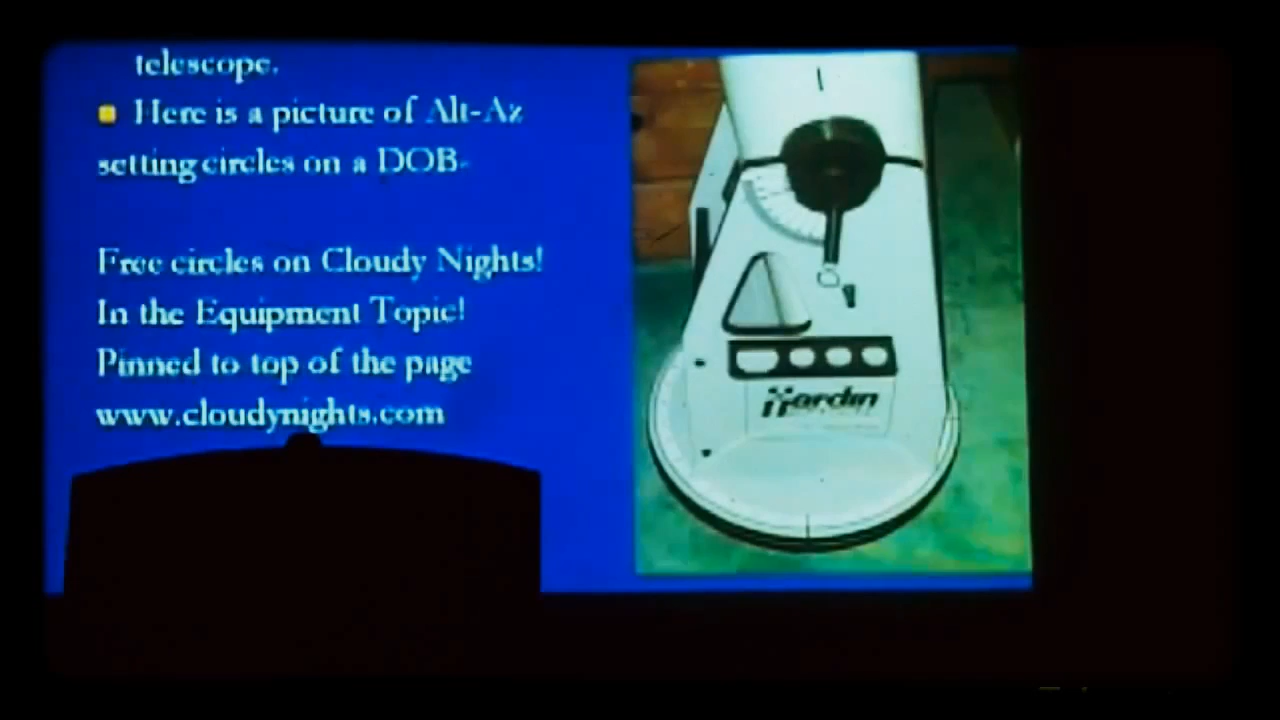 telescope.
Here is a picture of Alt-Az
setting circles on a DOB-
Free circles on Cloudy Nights!
In the Equipment Topic!
Pinned to top of the page
www.cloudynights.com
Hardin